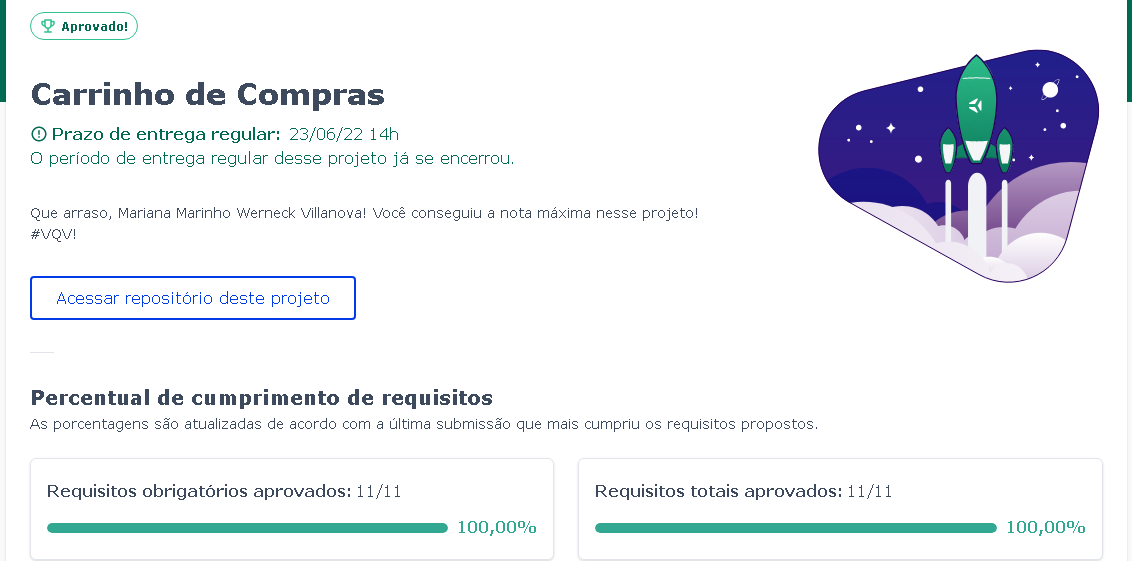 Aprovado!
Carrinho de Compras
Prazo de entrega regular: 23/06/22 14h
O período de entrega regular desse projeto já se encerrou.
Que arraso, Mariana Marinho Werneck Villanova! Você conseguiu a nota máxima nesse projeto!
#VQV!
Acessar repositório deste projeto
Percentual de cumprimento de requisitos
As porcentagens são atualizadas de acordo com a última submissão que mais cumpriu os requisitos propostos.
Requisitos obrigatórios aprovados: 11/11
100,00%
Requisitos totais aprovados: 11/11
100,00%